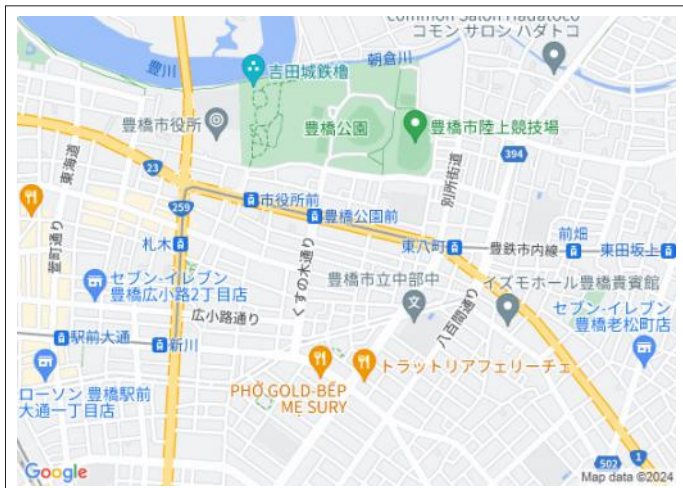 Common Salon Hadatoco
コモン サロン ハダトコ
朝倉川
豊川
吉田城鉄櫓
豊橋市役所
豊橋公園
豊橋市陸上競技場
394
別所街道
東海道
23
259
市役所前
豊橋公園前
前畑
札木
東八町
豊鉄市内線
東田坂上
萱町通り
くすの木通り
セブン-イレブン
豊橋広小路2丁目店
豊橋市立中部中
イズモホール豊橋貴賓館
八百間通り
広小路通り
セブン-イレブン
豊橋老松町店
駅前大通
新川
ローソン 豊橋駅前
大通一丁目店
トラットリアフェリーチェ
PHỞ GOLD-BẾP
MẸ SURY
502
1
Google
Map data ©2024